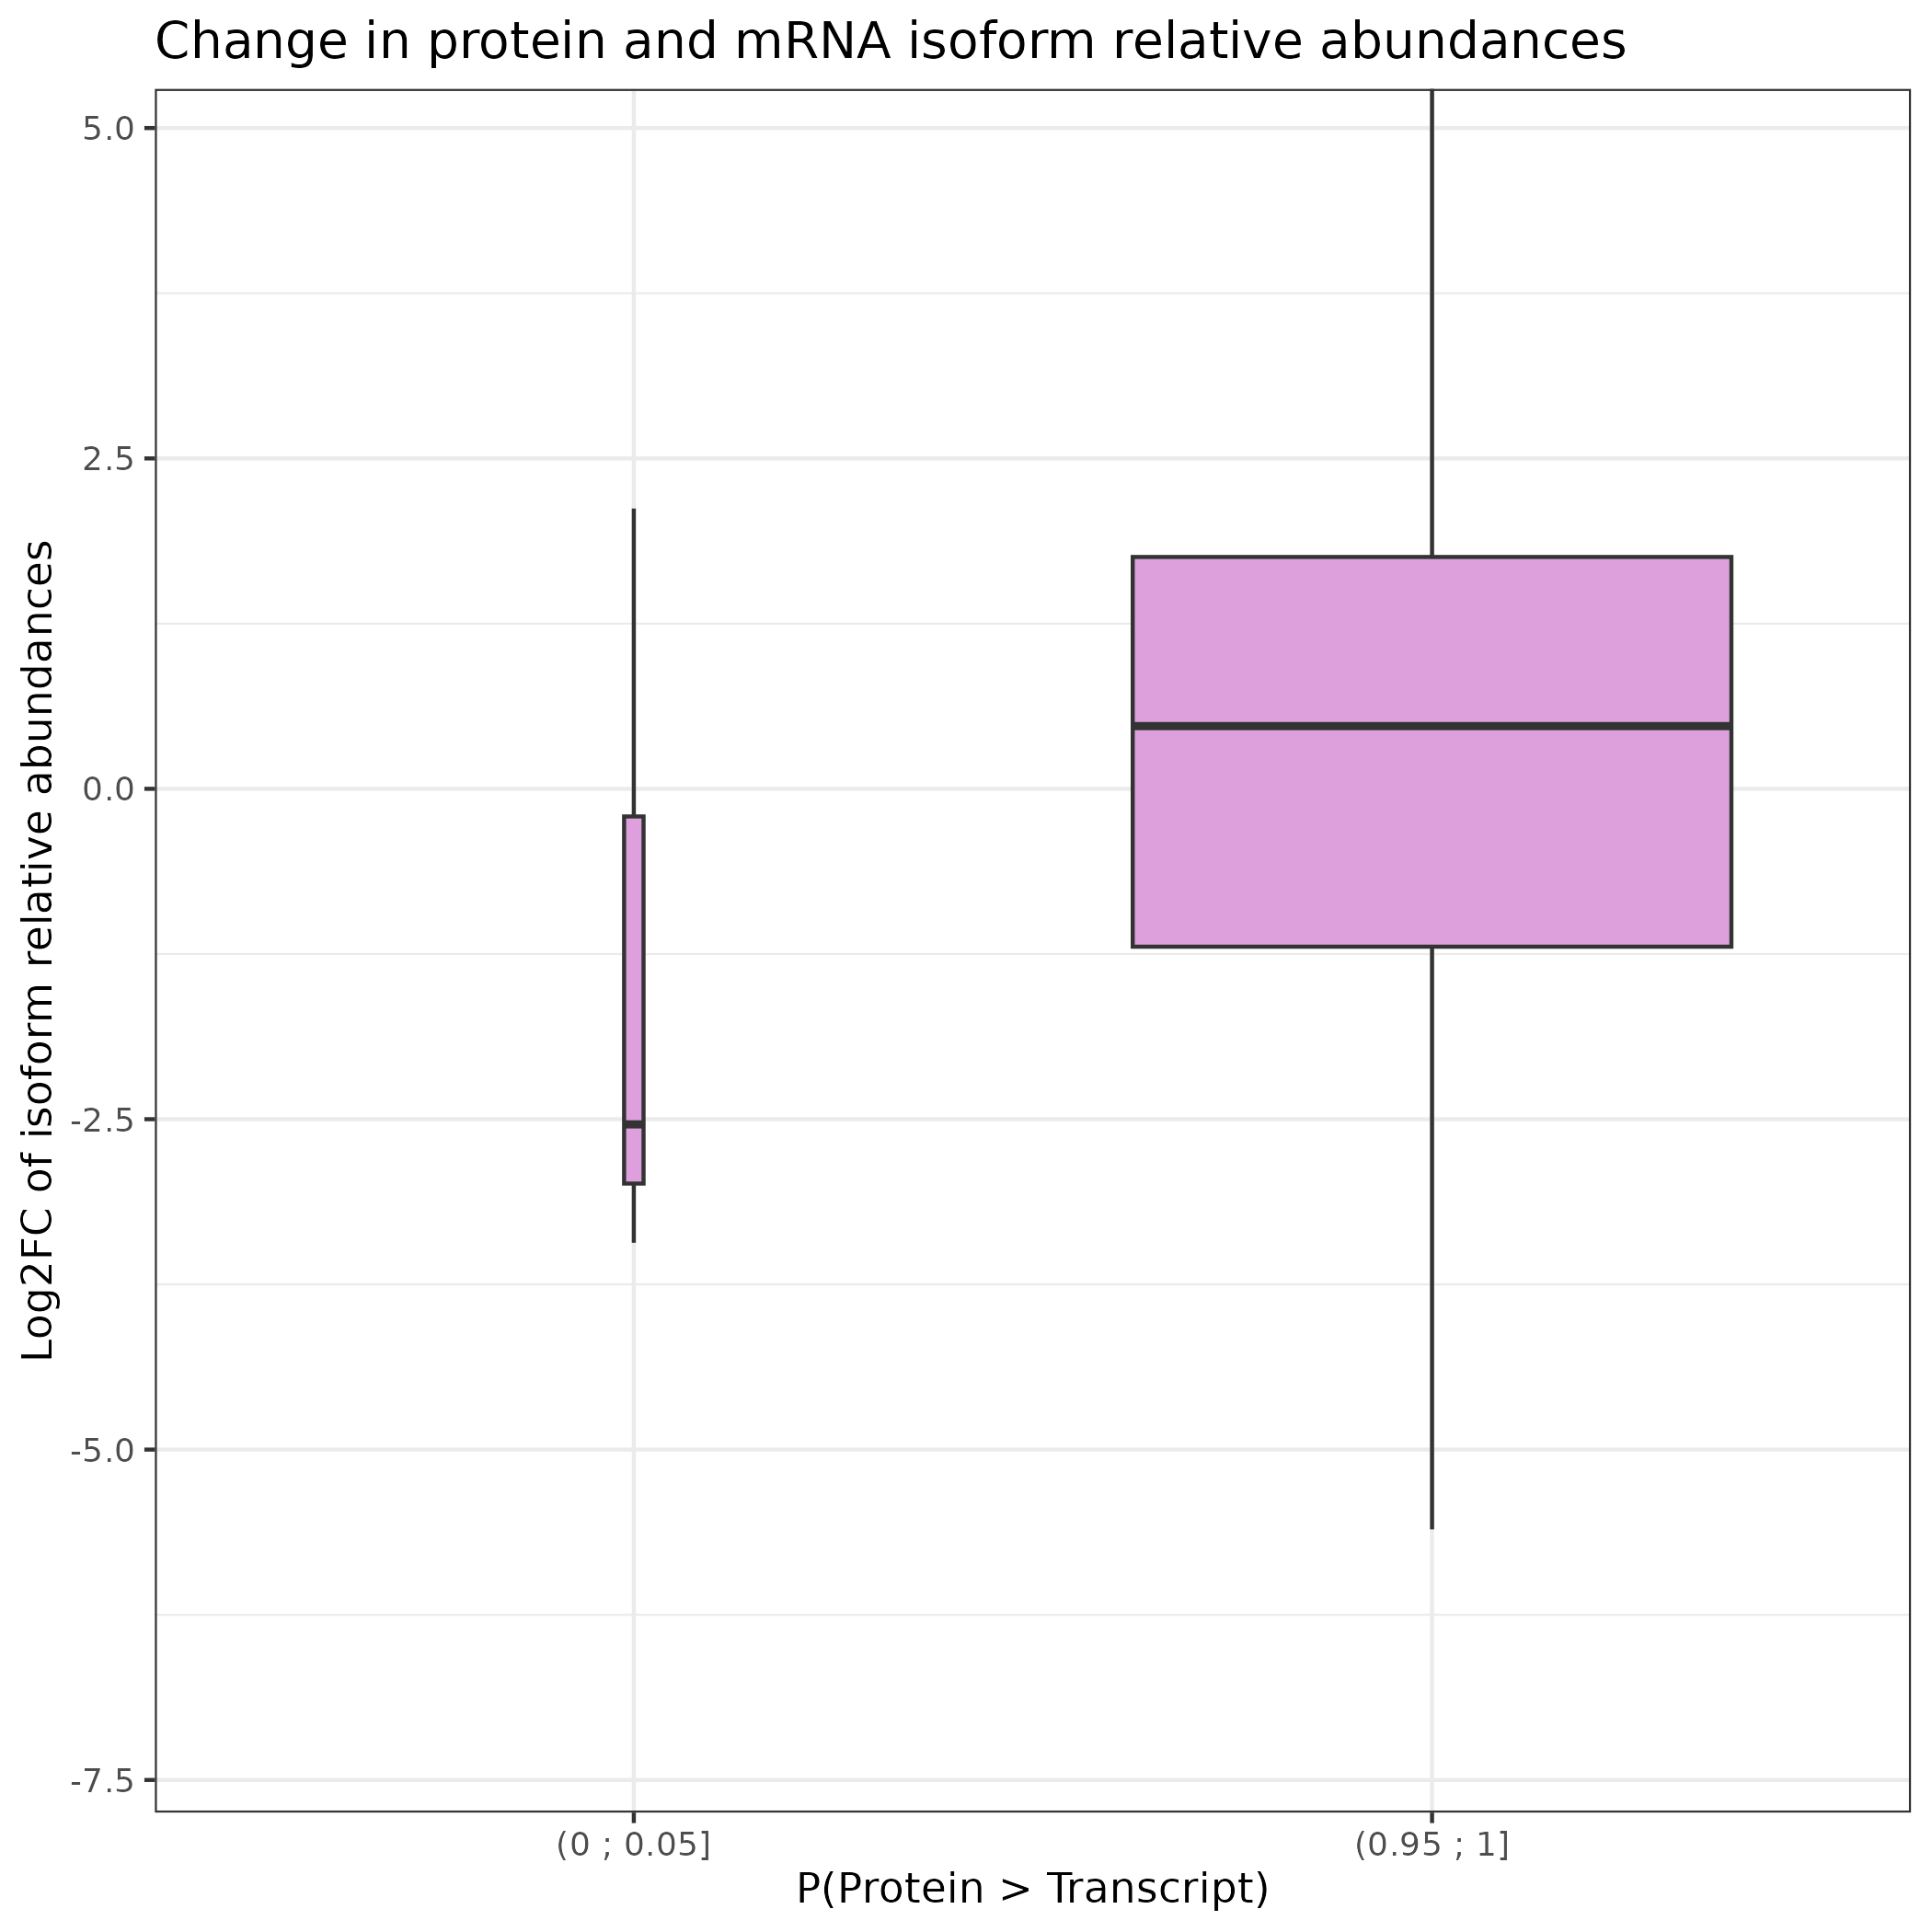 Change in protein and mRNA isoform relative abundances
Log2FC of isoform relative abundances
5.0
2.5
0.0
-2.5
-5.0
-7.5
(0 ; 0.05]
(0.95 ; 1]
P(Protein > Transcript)